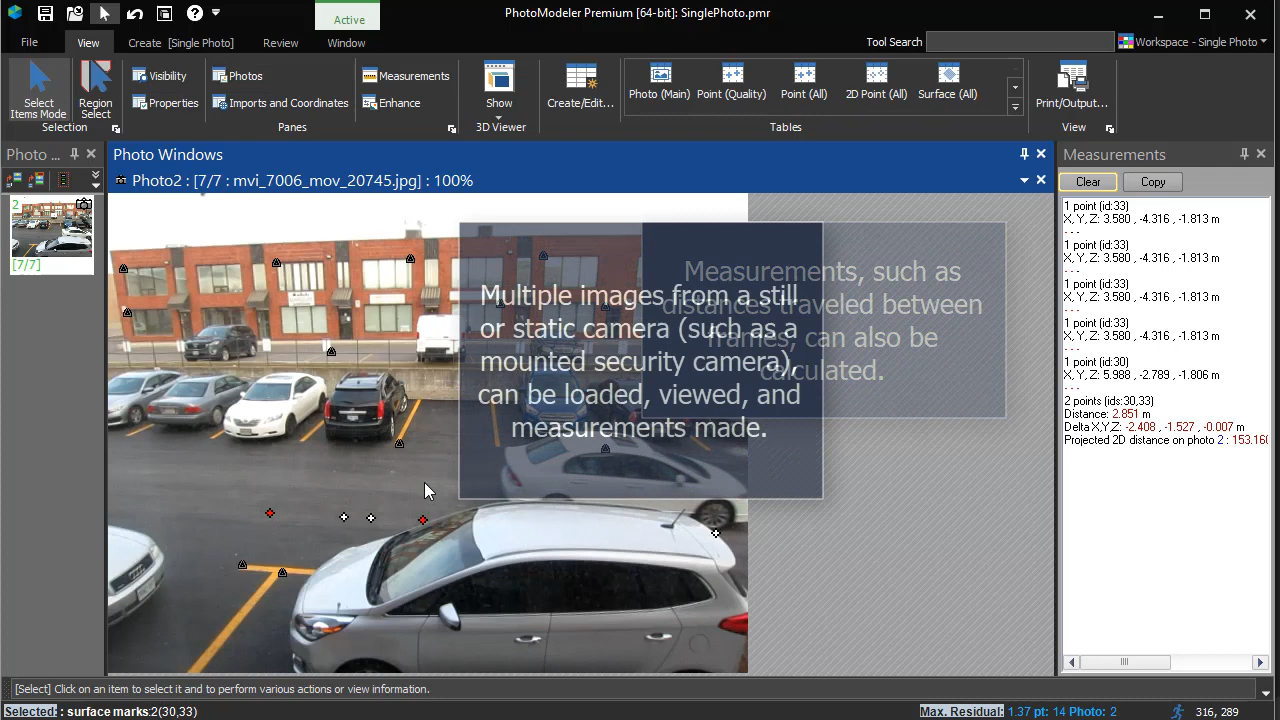 PhotoModeler Premium [64-bit]: SinglePhoto.pmr
Active
File
View
Create [Single Photo]
Review
Window
Tool Search
Workspace - Single Photo
Select
Items Mode
Region
Select
Selection
Visibility
Properties
Photos
Imports and Coordinates
Measurements
Enhance
Panes
Show
3D Viewer
Create/Edit...
Photo (Main)
Point (Quality)
Point (All)
2D Point (All)
Surface (All)
Tables
Print/Output...
View
Photo ...
Photo Windows
Measurements
Photo2 : [7/7 : mvi_7006_mov_20745.jpg] : 100%
Clear
Copy
2
[7/7]
Multiple images from a still
or static camera (such as a
mounted security camera),
can be loaded, viewed, and
measurements made.
Measurements, such as
distances traveled between
frames, can also be
calculated.
1 point (id:33)
X, Y, Z: 3.580 , -4.316 , -1.813 m
- - -
1 point (id:33)
X, Y, Z: 3.580 , -4.316 , -1.813 m
- - -
1 point (id:33)
X, Y, Z: 3.580 , -4.316 , -1.813 m
- - -
1 point (id:33)
X, Y, Z: 3.580 , -4.316 , -1.813 m
- - -
1 point (id:30)
X, Y, Z: 5.988 , -2.789 , -1.806 m
- - -
2 points (ids:30,33)
Distance: 2.851 m
Delta X,Y,Z: -2.408 , -1.527 , -0.007 m
Projected 2D distance on photo 2 : 153.16
[Select] Click on an item to select it and to perform various actions or view information.
Selected: : surface marks:2(30,33)
Max. Residual: 1.37 pt: 14 Photo: 2
316, 289